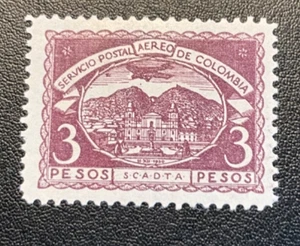 SERVICIO POSTAL AEREO DE COLOMBIA
3 3
PESOS SCADTA PESOS